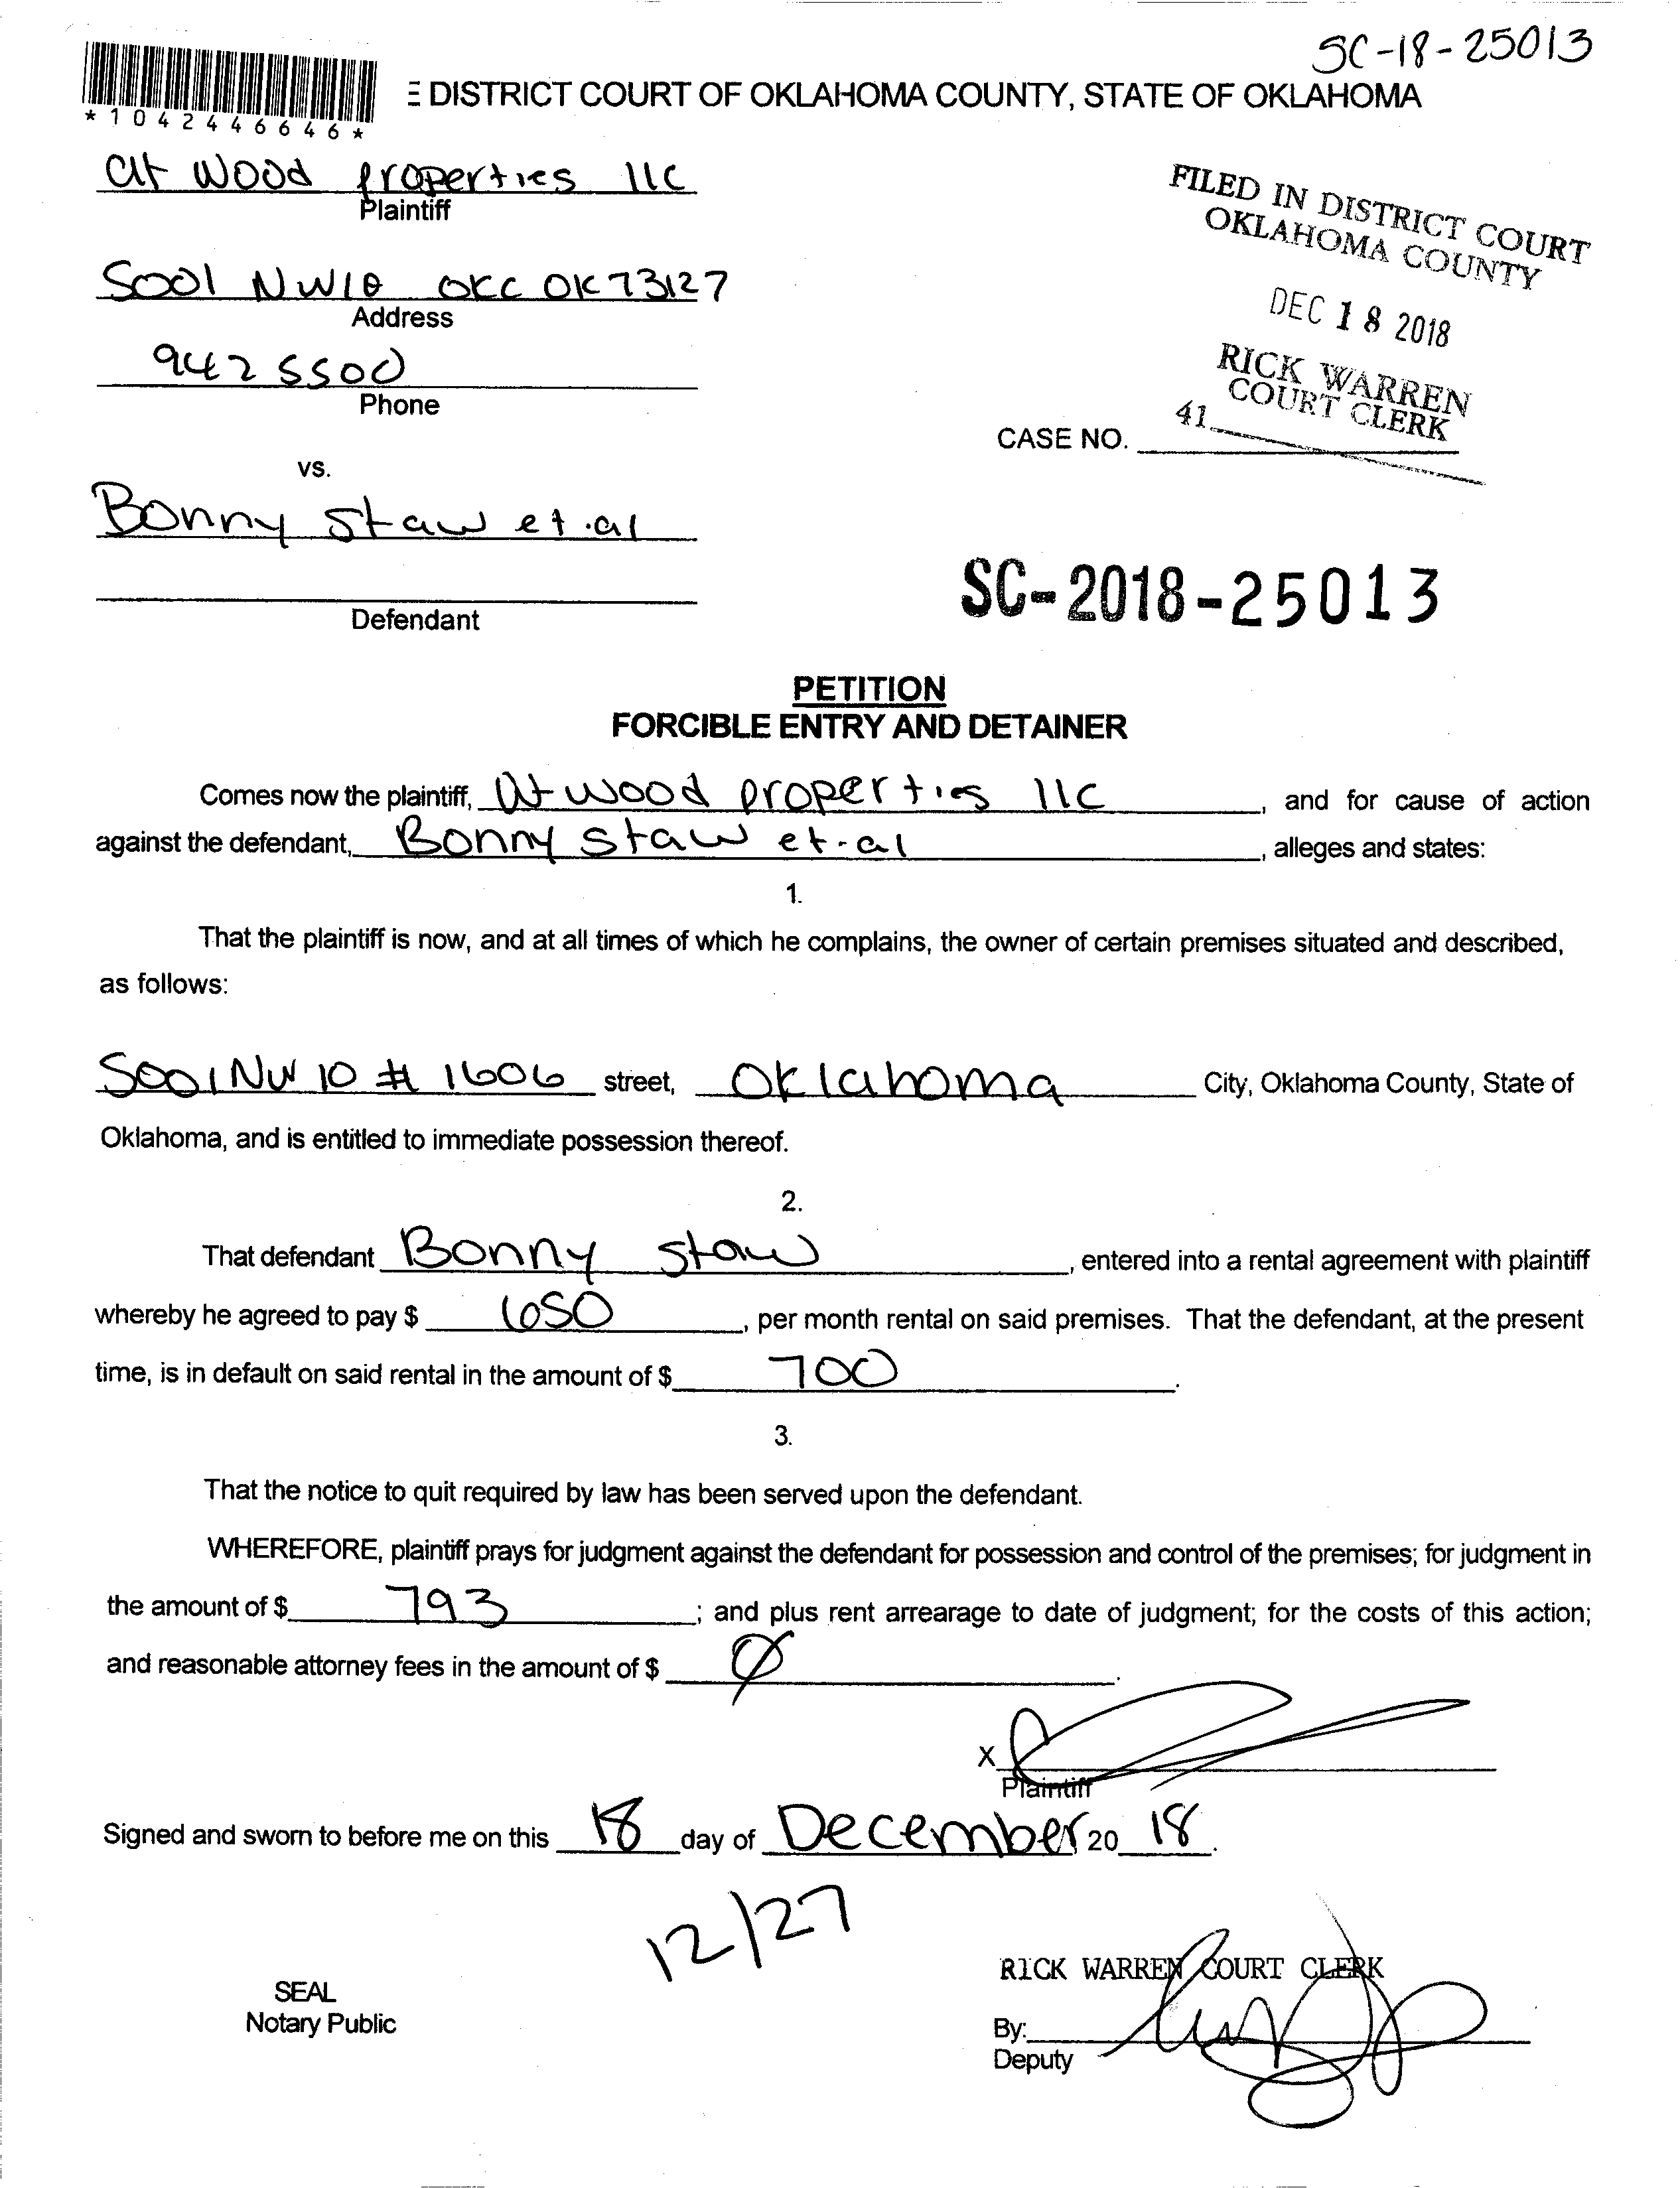 SC-18-25013
E DISTRICT COURT OF OKLAHOMA COUNTY, STATE OF OKLAHOMA
*1042446646*
At Wood properties llc
Plaintiff
5001 NW10 OKC OK 73127
Address
942 5500
Phone
vs.
Bonny Staw et.al
Defendant
FILED IN DISTRICT COURT
OKLAHOMA COUNTY
DEC 18 2018
RICK WARREN
COURT CLERK
41
CASE NO.
SC-2018-25013
PETITION
FORCIBLE ENTRY AND DETAINER
Comes now the plaintiff, At wood properties llc, and for cause of action
against the defendant, Bonny Staw et.al, alleges and states:
1.
That the plaintiff is now, and at all times of which he complains, the owner of certain premises situated and described,
as follows:
5001 NW 10 # 1606 street, Oklahoma City, Oklahoma County, State of
Oklahoma, and is entitled to immediate possession thereof.
2.
That defendant Bonny Staw, entered into a rental agreement with plaintiff
whereby he agreed to pay $ 650, per month rental on said premises. That the defendant, at the present
time, is in default on said rental in the amount of $ 700.
3.
That the notice to quit required by law has been served upon the defendant.
WHEREFORE, plaintiff prays for judgment against the defendant for possession and control of the premises; for judgment in
the amount of $ 793; and plus rent arrearage to date of judgment; for the costs of this action;
and reasonable attorney fees in the amount of $ 0.
X
Plaintiff
Signed and sworn to before me on this 18 day of December 20 18.
12/27
SEAL
Notary Public
RICK WARREN COURT CLERK
By:
Deputy